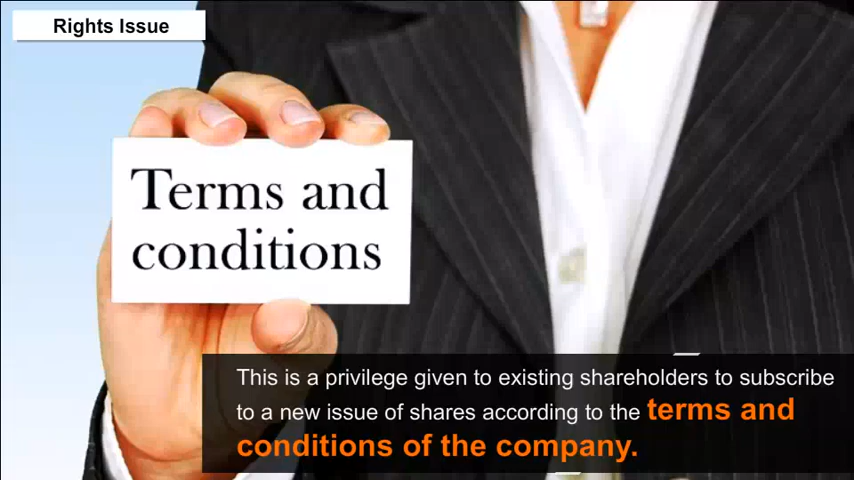 Rights Issue
Terms and
conditions
This is a privilege given to existing shareholders to subscribe
to a new issue of shares according to the terms and
conditions of the company.